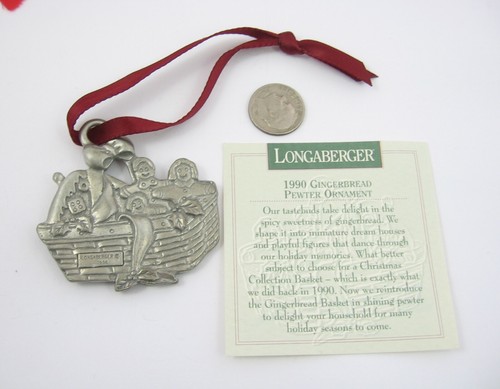 LONGABERGER
1990 GINGERBREAD
PEWTER ORNAMENT
Our tastebuds take delight in the
spicy sweetness of gingerbread. We
shape it into miniature dream houses
and playful figures that dance through
our holiday memories. What better
subject to choose for a Christmas
Collection Basket – which is exactly what
we did back in 1990. Now we reintroduce
the Gingerbread Basket in shining pewter
to delight your household for many
holiday seasons to come.